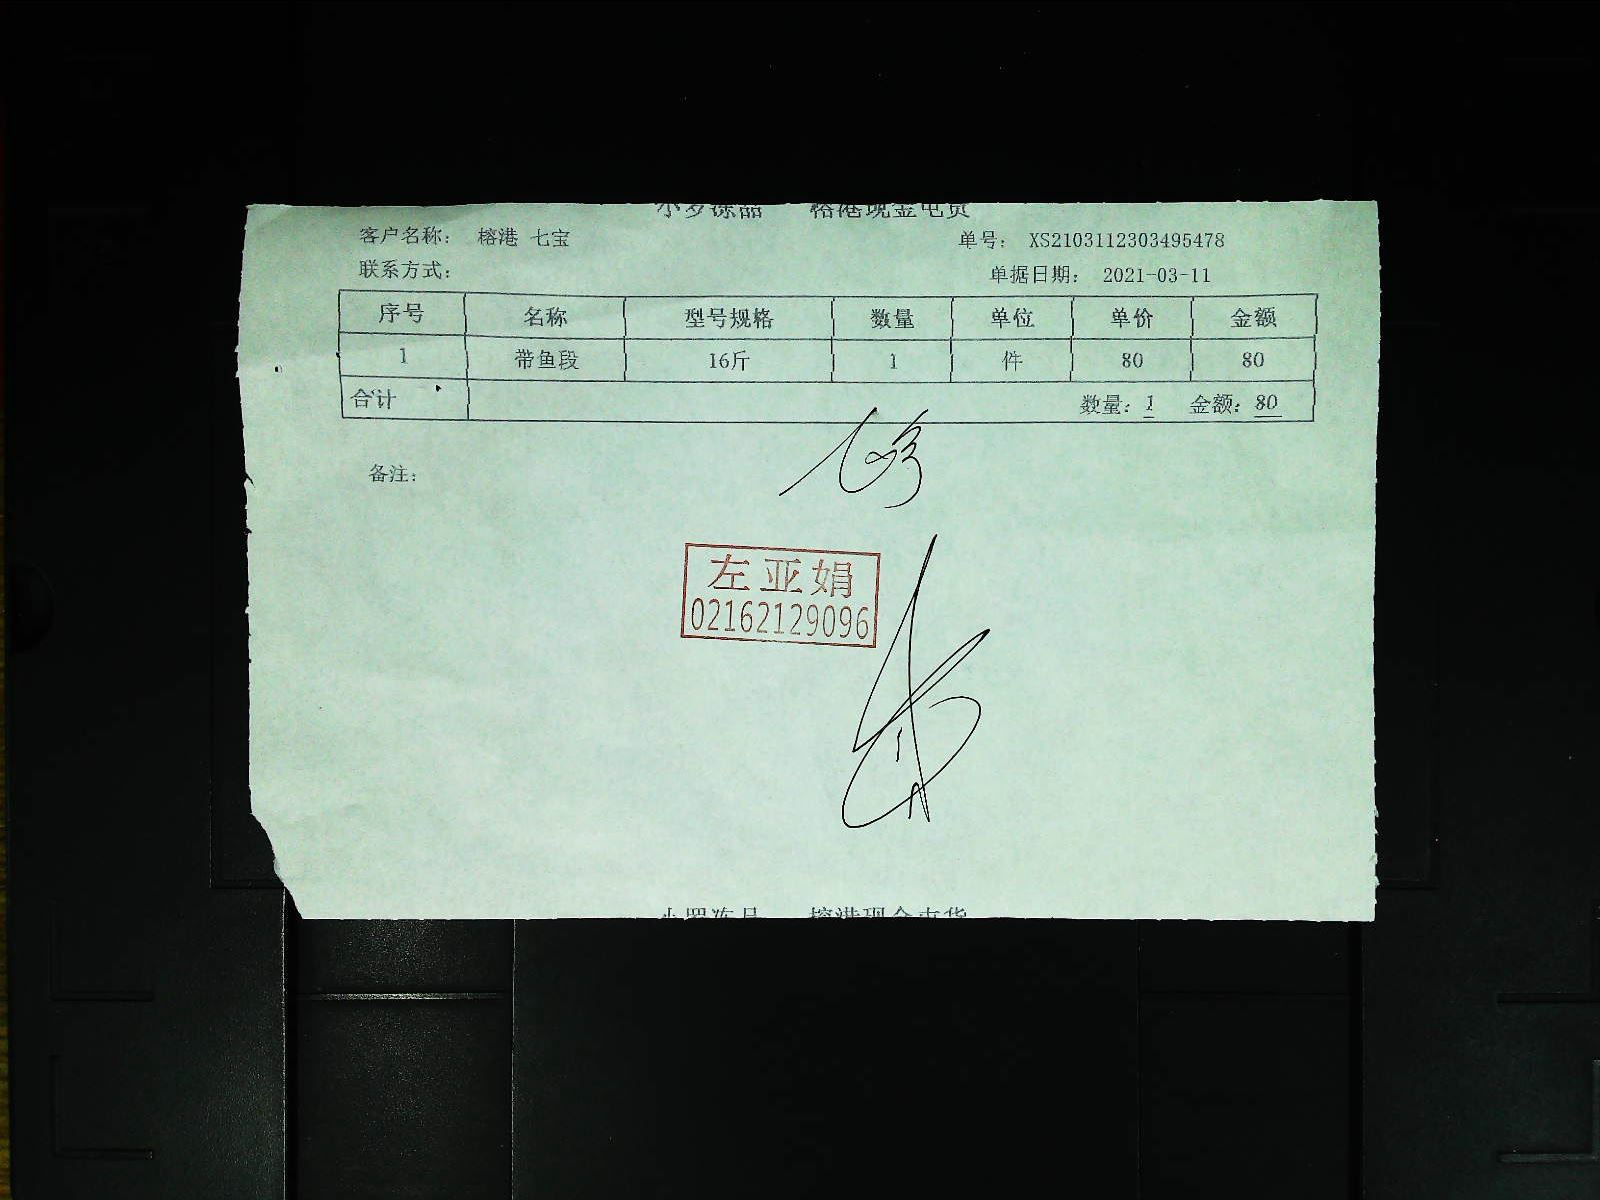 客户名称: 榕港 七宝 单号: XS2103112303495478
联系方式: 单据日期: 2021-03-11
序号 名称 型号规格 数量 单位 单价 金额
1 带鱼段 16斤 1 件 80 80
合计 数量: 1 金额: 80
备注:
左亚娟
02162129096